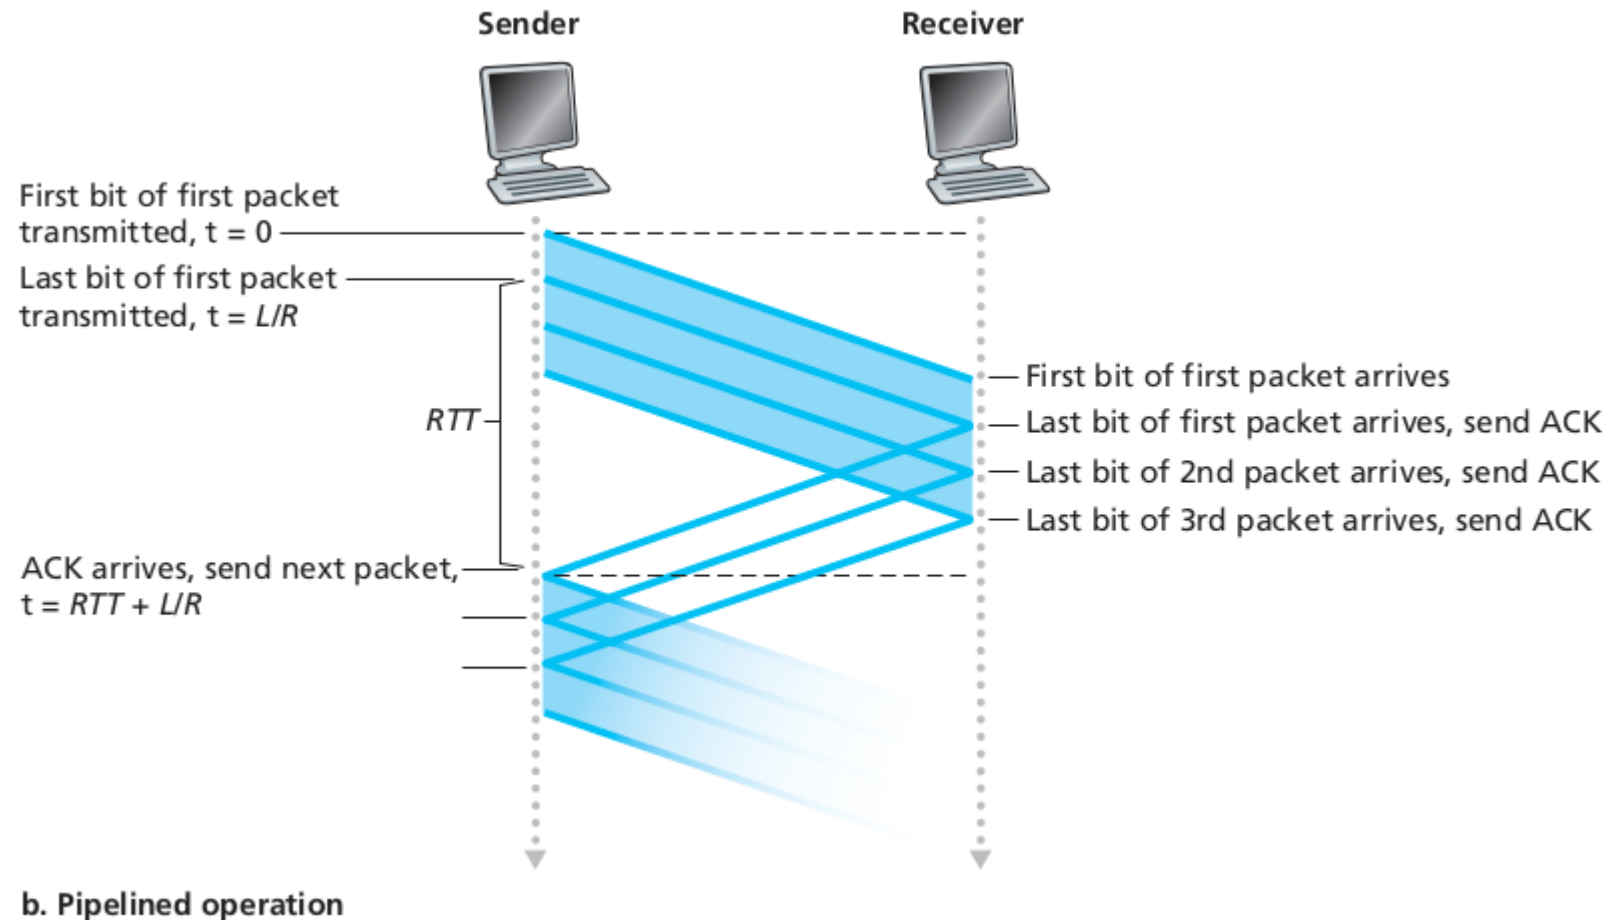 Sender
Receiver
First bit of first packet
transmitted, t = 0
Last bit of first packet
transmitted, t = L/R
First bit of first packet arrives
Last bit of first packet arrives, send ACK
RTT
Last bit of 2nd packet arrives, send ACK
Last bit of 3rd packet arrives, send ACK
ACK arrives, send next packet,
t = RTT + L/R
b. Pipelined operation